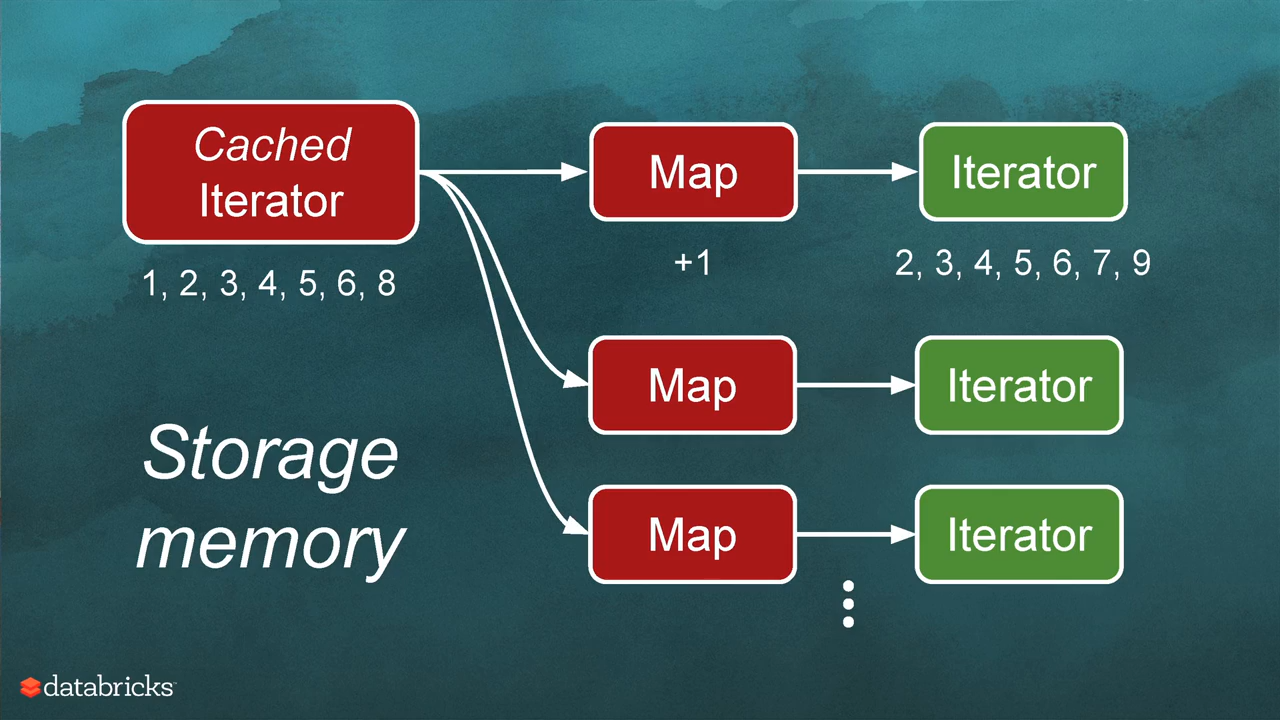 Cached
Iterator
1, 2, 3, 4, 5, 6, 8
Map
+1
Iterator
2, 3, 4, 5, 6, 7, 9
Map
Iterator
Map
Iterator
Storage
memory
databricks